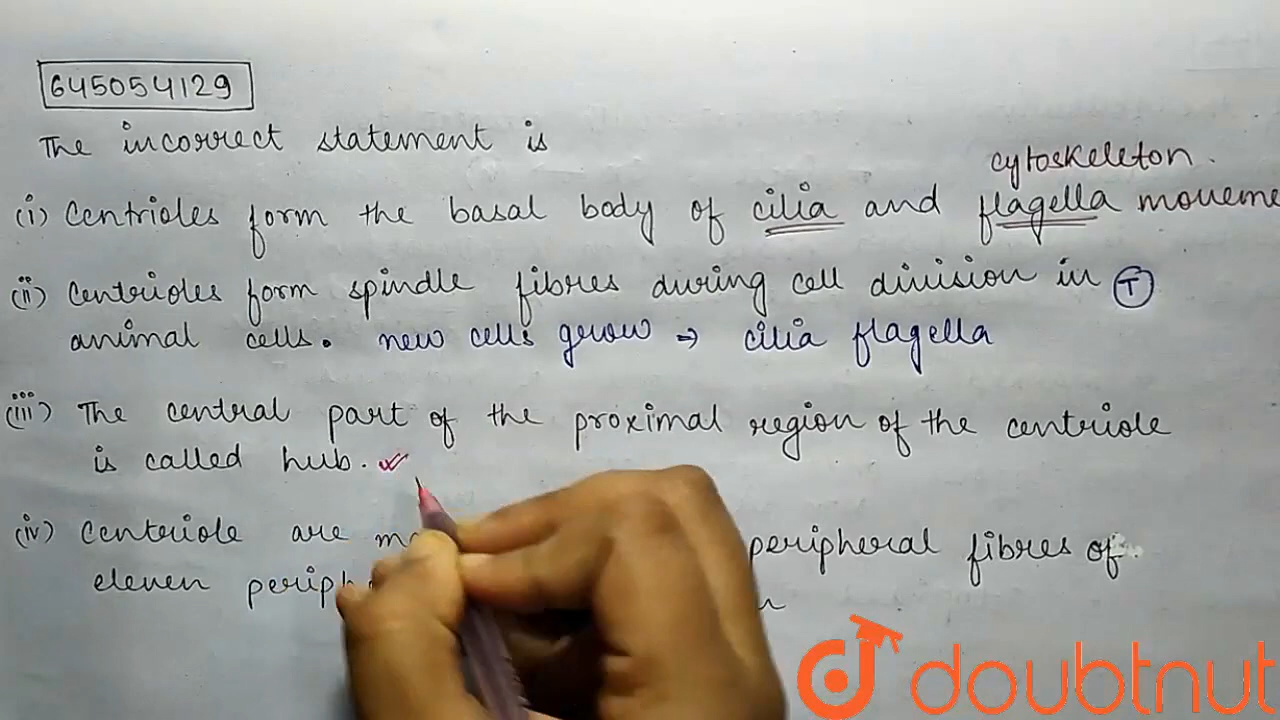 645054129
The incorrect statement is
cytoskeleton.
(i) Centrioles form the basal body of cilia and flagella moveme
(ii) Centrioles form spindle fibres during cell division in T
animal cells. new cells grow → cilia flagella
(iii) The central part of the proximal region of the centriole
is called hub.
(iv) Centriole are peripheral fibres of
eleven
doubtnut